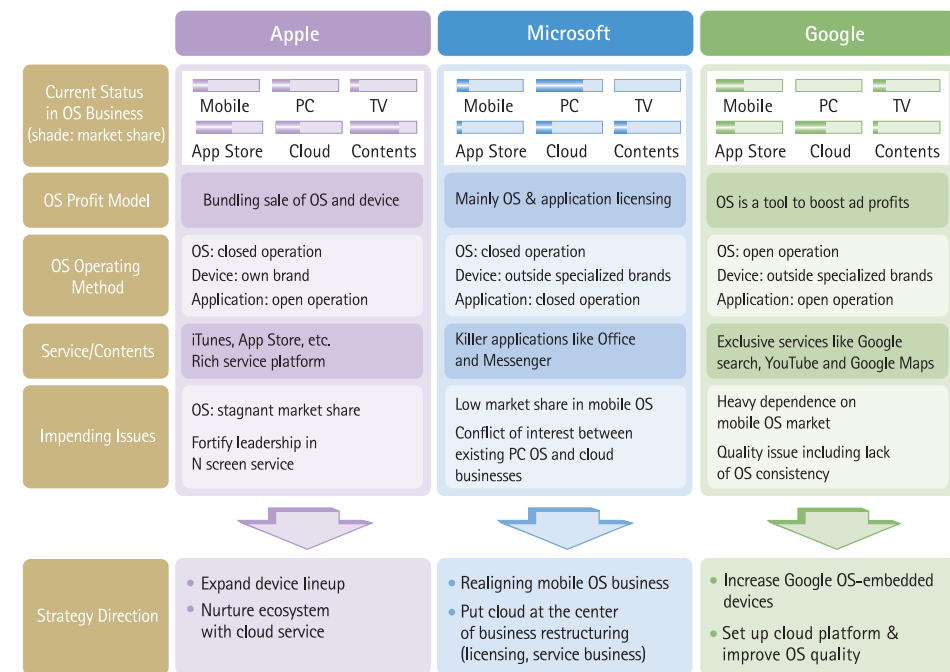 Apple
Microsoft
Google
Current Status
in OS Business
(shade: market share)
Mobile PC TV
App Store Cloud Contents
Mobile PC TV
App Store Cloud Contents
Mobile PC TV
App Store Cloud Contents
OS Profit Model
Bundling sale of OS and device
Mainly OS & application licensing
OS is a tool to boost ad profits
OS Operating
Method
OS: closed operation
Device: own brand
Application: open operation
OS: closed operation
Device: outside specialized brands
Application: closed operation
OS: open operation
Device: outside specialized brands
Application: open operation
Service/Contents
iTunes, App Store, etc.
Rich service platform
Killer applications like Office
and Messenger
Exclusive services like Google
search, YouTube and Google Maps
Impending Issues
OS: stagnant market share
Fortify leadership in
N screen service
Low market share in mobile OS
Conflict of interest between
existing PC OS and cloud
businesses
Heavy dependence on
mobile OS market
Quality issue including lack
of OS consistency
Strategy Direction
• Expand device lineup
• Nurture ecosystem
with cloud service
• Realigning mobile OS business
• Put cloud at the center
of business restructuring
(licensing, service business)
• Increase Google OS-embedded
devices
• Set up cloud platform &
improve OS quality